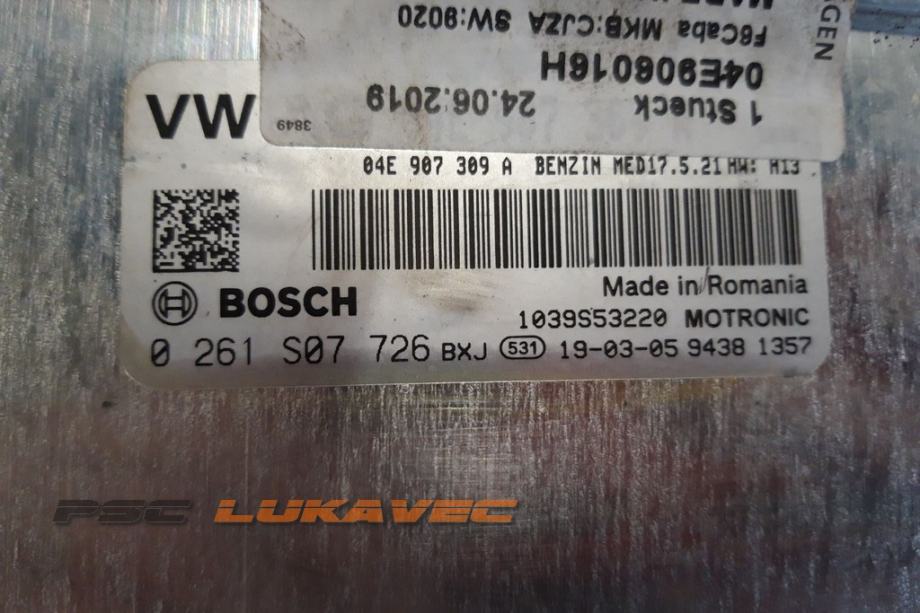 GEN
F6Caba MKB:CJZA SW:9020
04E906016H
1 Stueck 24.06.2019
3849
VW
04E 907 309 A BENZIN MED17.5.21 HW: H13
BOSCH
Made in Romania
1039S53220 MOTRONIC
0 261 S07 726 BXJ 531 19-03-05 9438 1357
PSC LUKAVEC